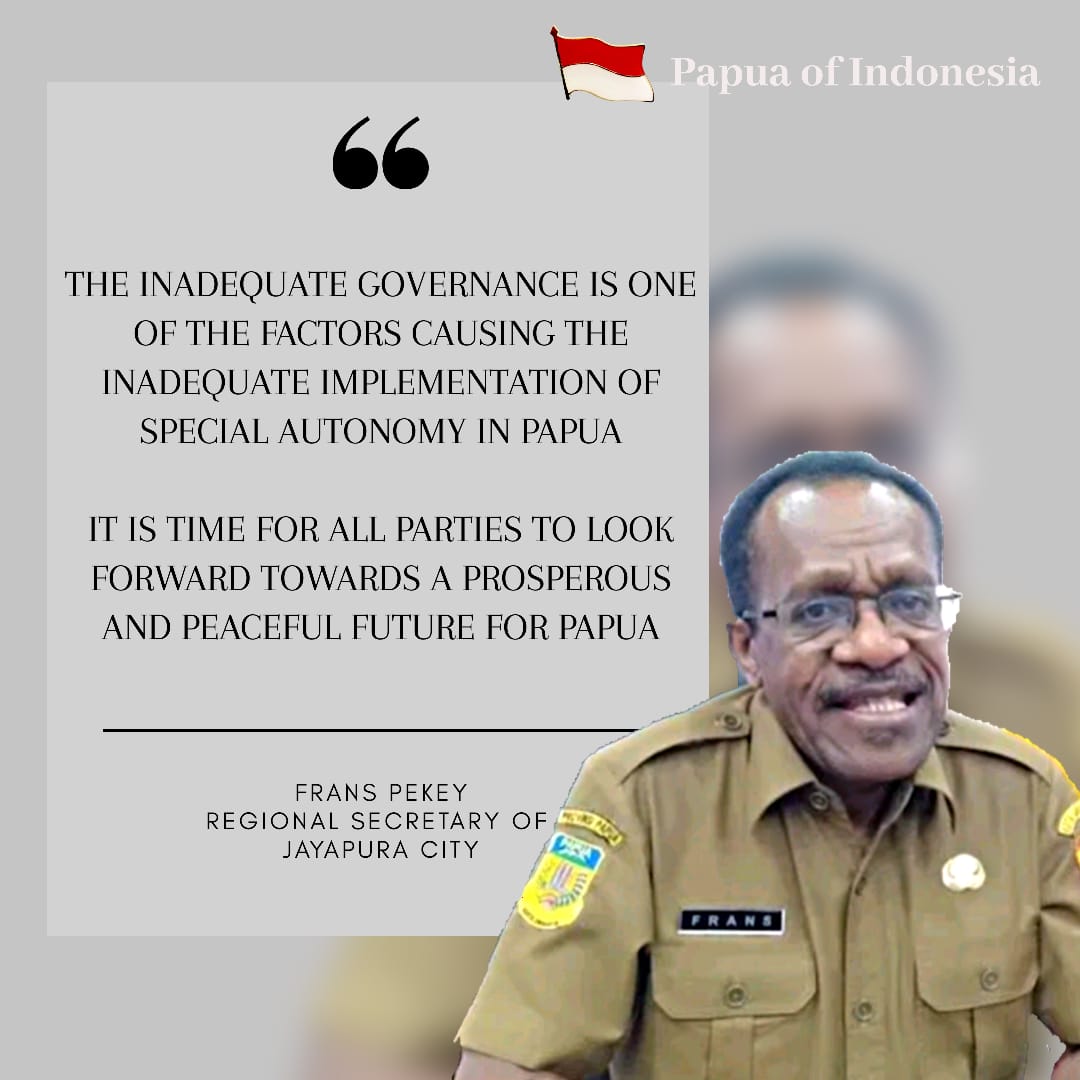 Papua of Indonesia
THE INADEQUATE GOVERNANCE IS ONE
OF THE FACTORS CAUSING THE
INADEQUATE IMPLEMENTATION OF
SPECIAL AUTONOMY IN PAPUA
IT IS TIME FOR ALL PARTIES TO LOOK
FORWARD TOWARDS A PROSPEROUS
AND PEACEFUL FUTURE FOR PAPUA
FRANS PEKEY
REGIONAL SECRETARY OF
JAYAPURA CITY
FRANS